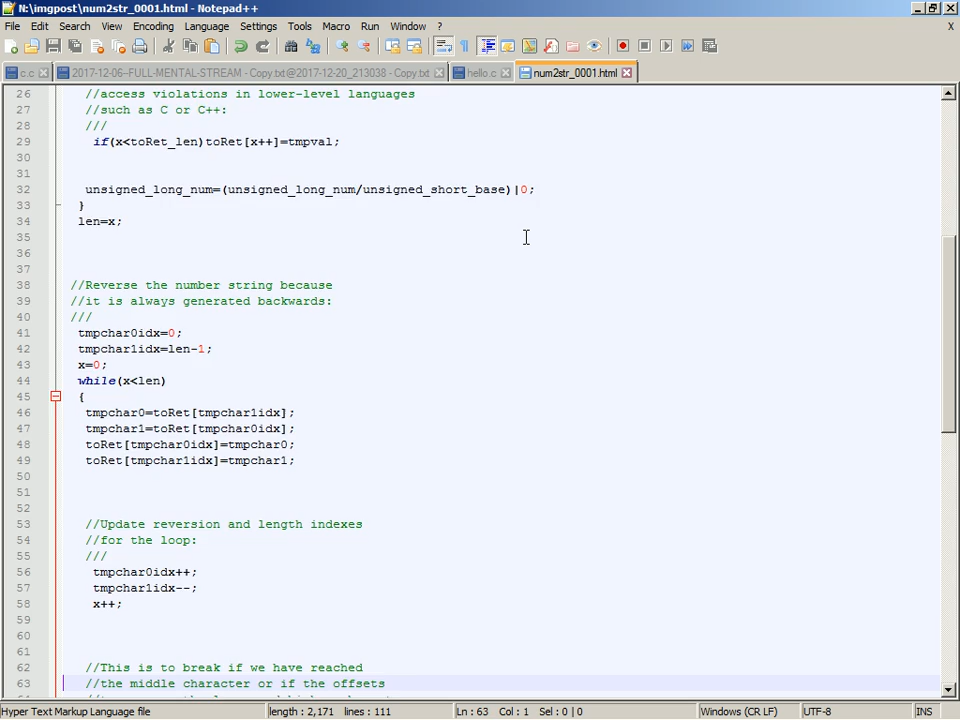 N:\imgpost\num2str_0001.html - Notepad++
File Edit Search View Encoding Language Settings Tools Macro Run Window ? X
c.c 2017-12-06--FULL-MENTAL-STREAM - Copy.txt@2017-12-20_213038 - Copy.txt hello.c num2str_0001.html
26 //access violations in lower-level languages
27 //such as C or C++:
28 ///
29 if(x<toRet_len)toRet[x++]=tmpval;
30
31
32 unsigned_long_num=(unsigned_long_num/unsigned_short_base)|0;
33 }
34 len=x;
35
36
37
38 //Reverse the number string because
39 //it is always generated backwards:
40 ///
41 tmpchar0idx=0;
42 tmpchar1idx=len-1;
43 x=0;
44 while(x<len)
45 {
46 tmpchar0=toRet[tmpchar1idx];
47 tmpchar1=toRet[tmpchar0idx];
48 toRet[tmpchar0idx]=tmpchar0;
49 toRet[tmpchar1idx]=tmpchar1;
50
51
52
53 //Update reversion and length indexes
54 //for the loop:
55 ///
56 tmpchar0idx++;
57 tmpchar1idx--;
58 x++;
59
60
61
62 //This is to break if we have reached
63 //the middle character or if the offsets
Hyper Text Markup Language file length : 2,171 lines : 111 Ln : 63 Col : 1 Sel : 0 | 0 Windows (CR LF) UTF-8 INS